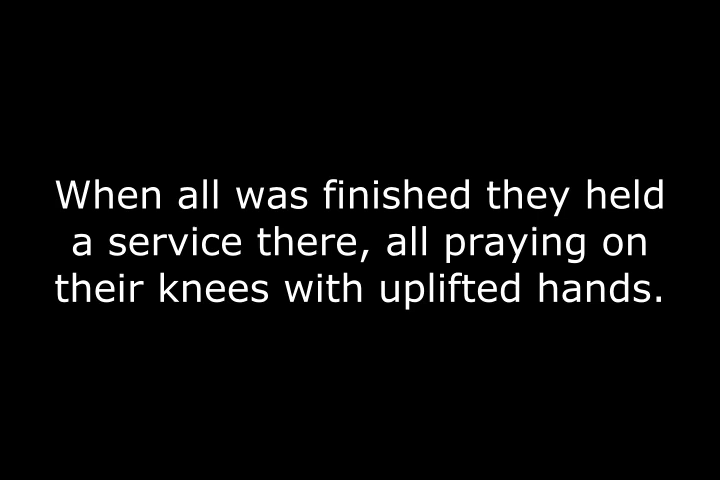 When all was finished they held
a service there, all praying on
their knees with uplifted hands.